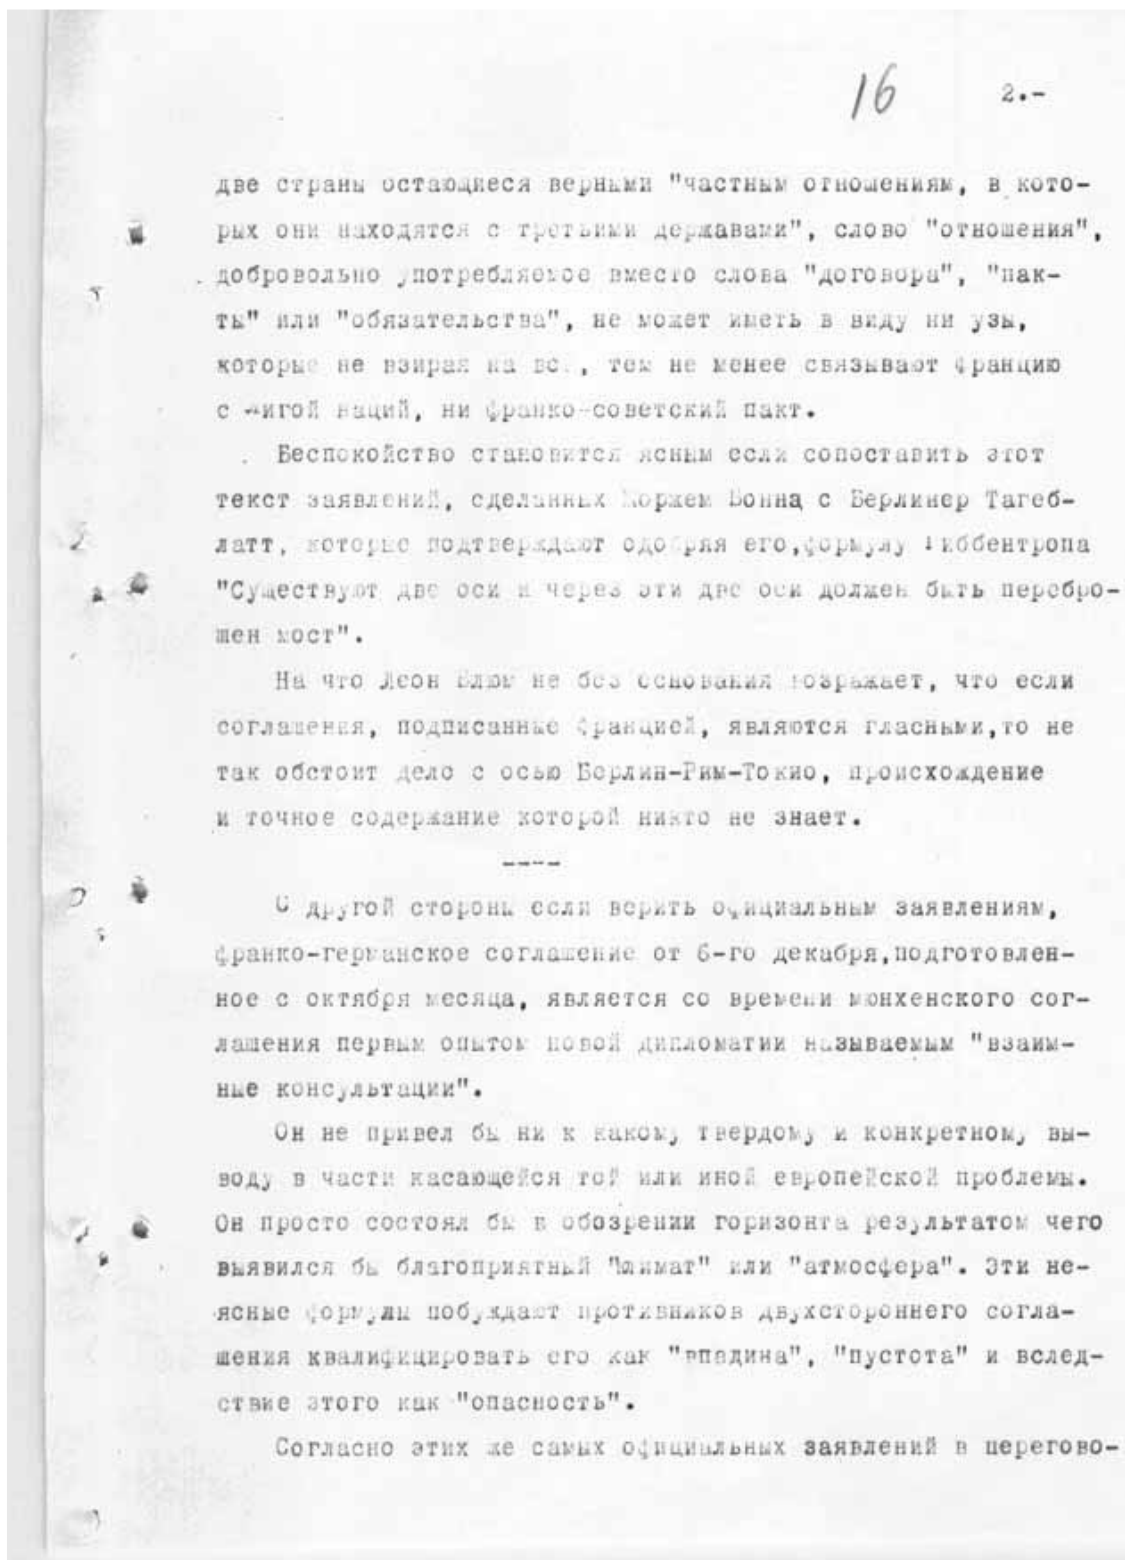 16 2.-
две страны остающиеся верными "частным отношениям, в кото-
рых они находятся с третьими державами", слово "отношения",
добровольно употребляемое вместо слова "договора", "пак-
ты" или "обязательства", не может иметь в виду ни узы,
которые не взирая на все, тем не менее связывают Францию
с Лигой наций, ни франко-советский пакт.
Беспокойство становится ясным если сопоставить этот
текст заявлений, сделанных Жоржем Бонна с Берлинер Тагеб-
латт, которые подтверждают одобряя его, формулу Риббентропа
"Существуют две оси и через эти две оси должен быть перебро-
шен мост".
На что Леон Блюм не без основания возражает, что если
соглашения, подписанные Францией, являются гласными, то не
так обстоит дело с осью Берлин-Рим-Токио, происхождение
и точное содержание которой никто не знает.
----
С другой стороны если верить официальным заявлениям,
франко-германское соглашение от 6-го декабря, подготовлен-
ное с октября месяца, является со времени мюнхенского сог-
лашения первым опытом новой дипломатии называемым "взаим-
ные консультации".
Он не привел бы ни к какому твердому и конкретному вы-
воду в части касающейся той или иной европейской проблемы.
Он просто состоял бы в обозрении горизонта результатом чего
выявился бы благоприятный "климат" или "атмосфера". Эти не-
ясные формулы побуждают противников двухстороннего согла-
шения квалифицировать его как "впадина", "пустота" и вслед-
ствие этого как "опасность".
Согласно этих же самых официальных заявлений в перегово-